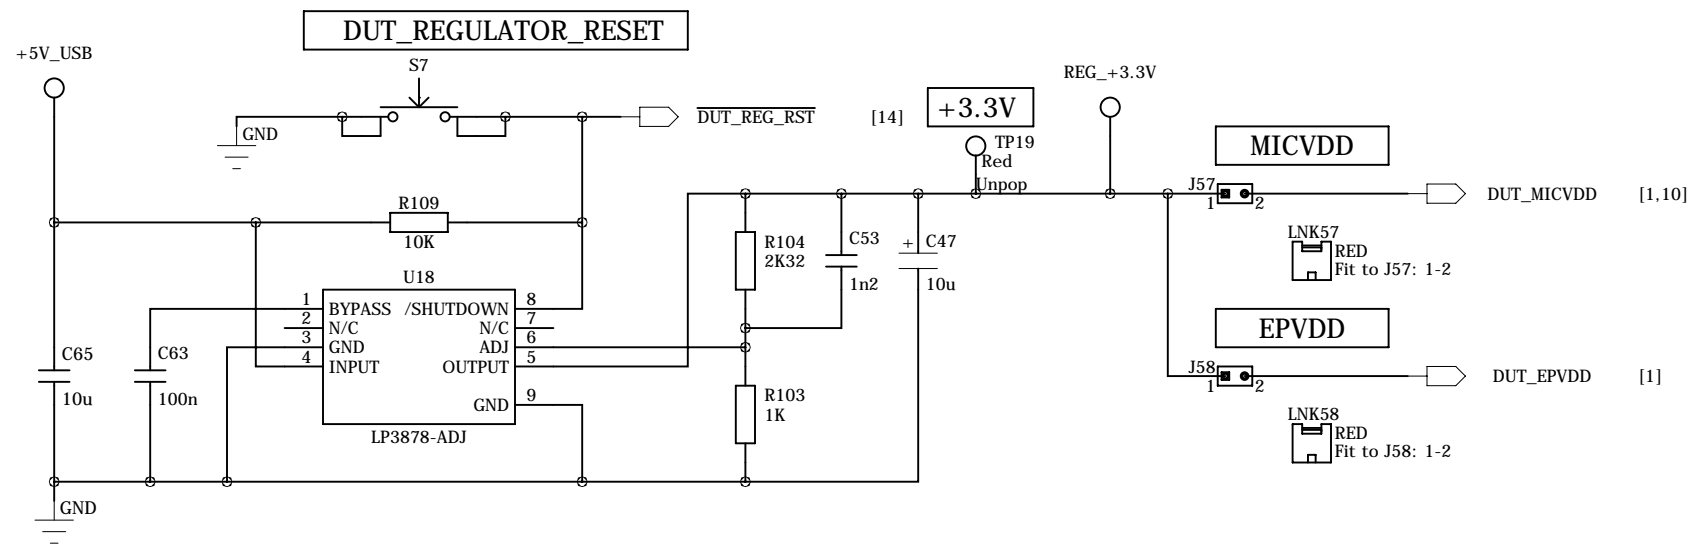 DUT_REGULATOR_RESET
+5V_USB
S7
GND
DUT_REG_RST [14]
+3.3V
TP19
Red
Unpop
REG_+3.3V
MICVDD
J57
1 2
DUT_MICVDD [1,10]
LNK57
RED
Fit to J57: 1-2
R109
10K
R104
2K32
C53
1n2
+ C47
10u
U18
1 BYPASS /SHUTDOWN 8
2 N/C N/C 7
3 GND ADJ 6
4 INPUT OUTPUT 5
GND 9
LP3878-ADJ
C65
10u
C63
100n
R103
1K
EPVDD
J58
1 2
DUT_EPVDD [1]
LNK58
RED
Fit to J58: 1-2
GND